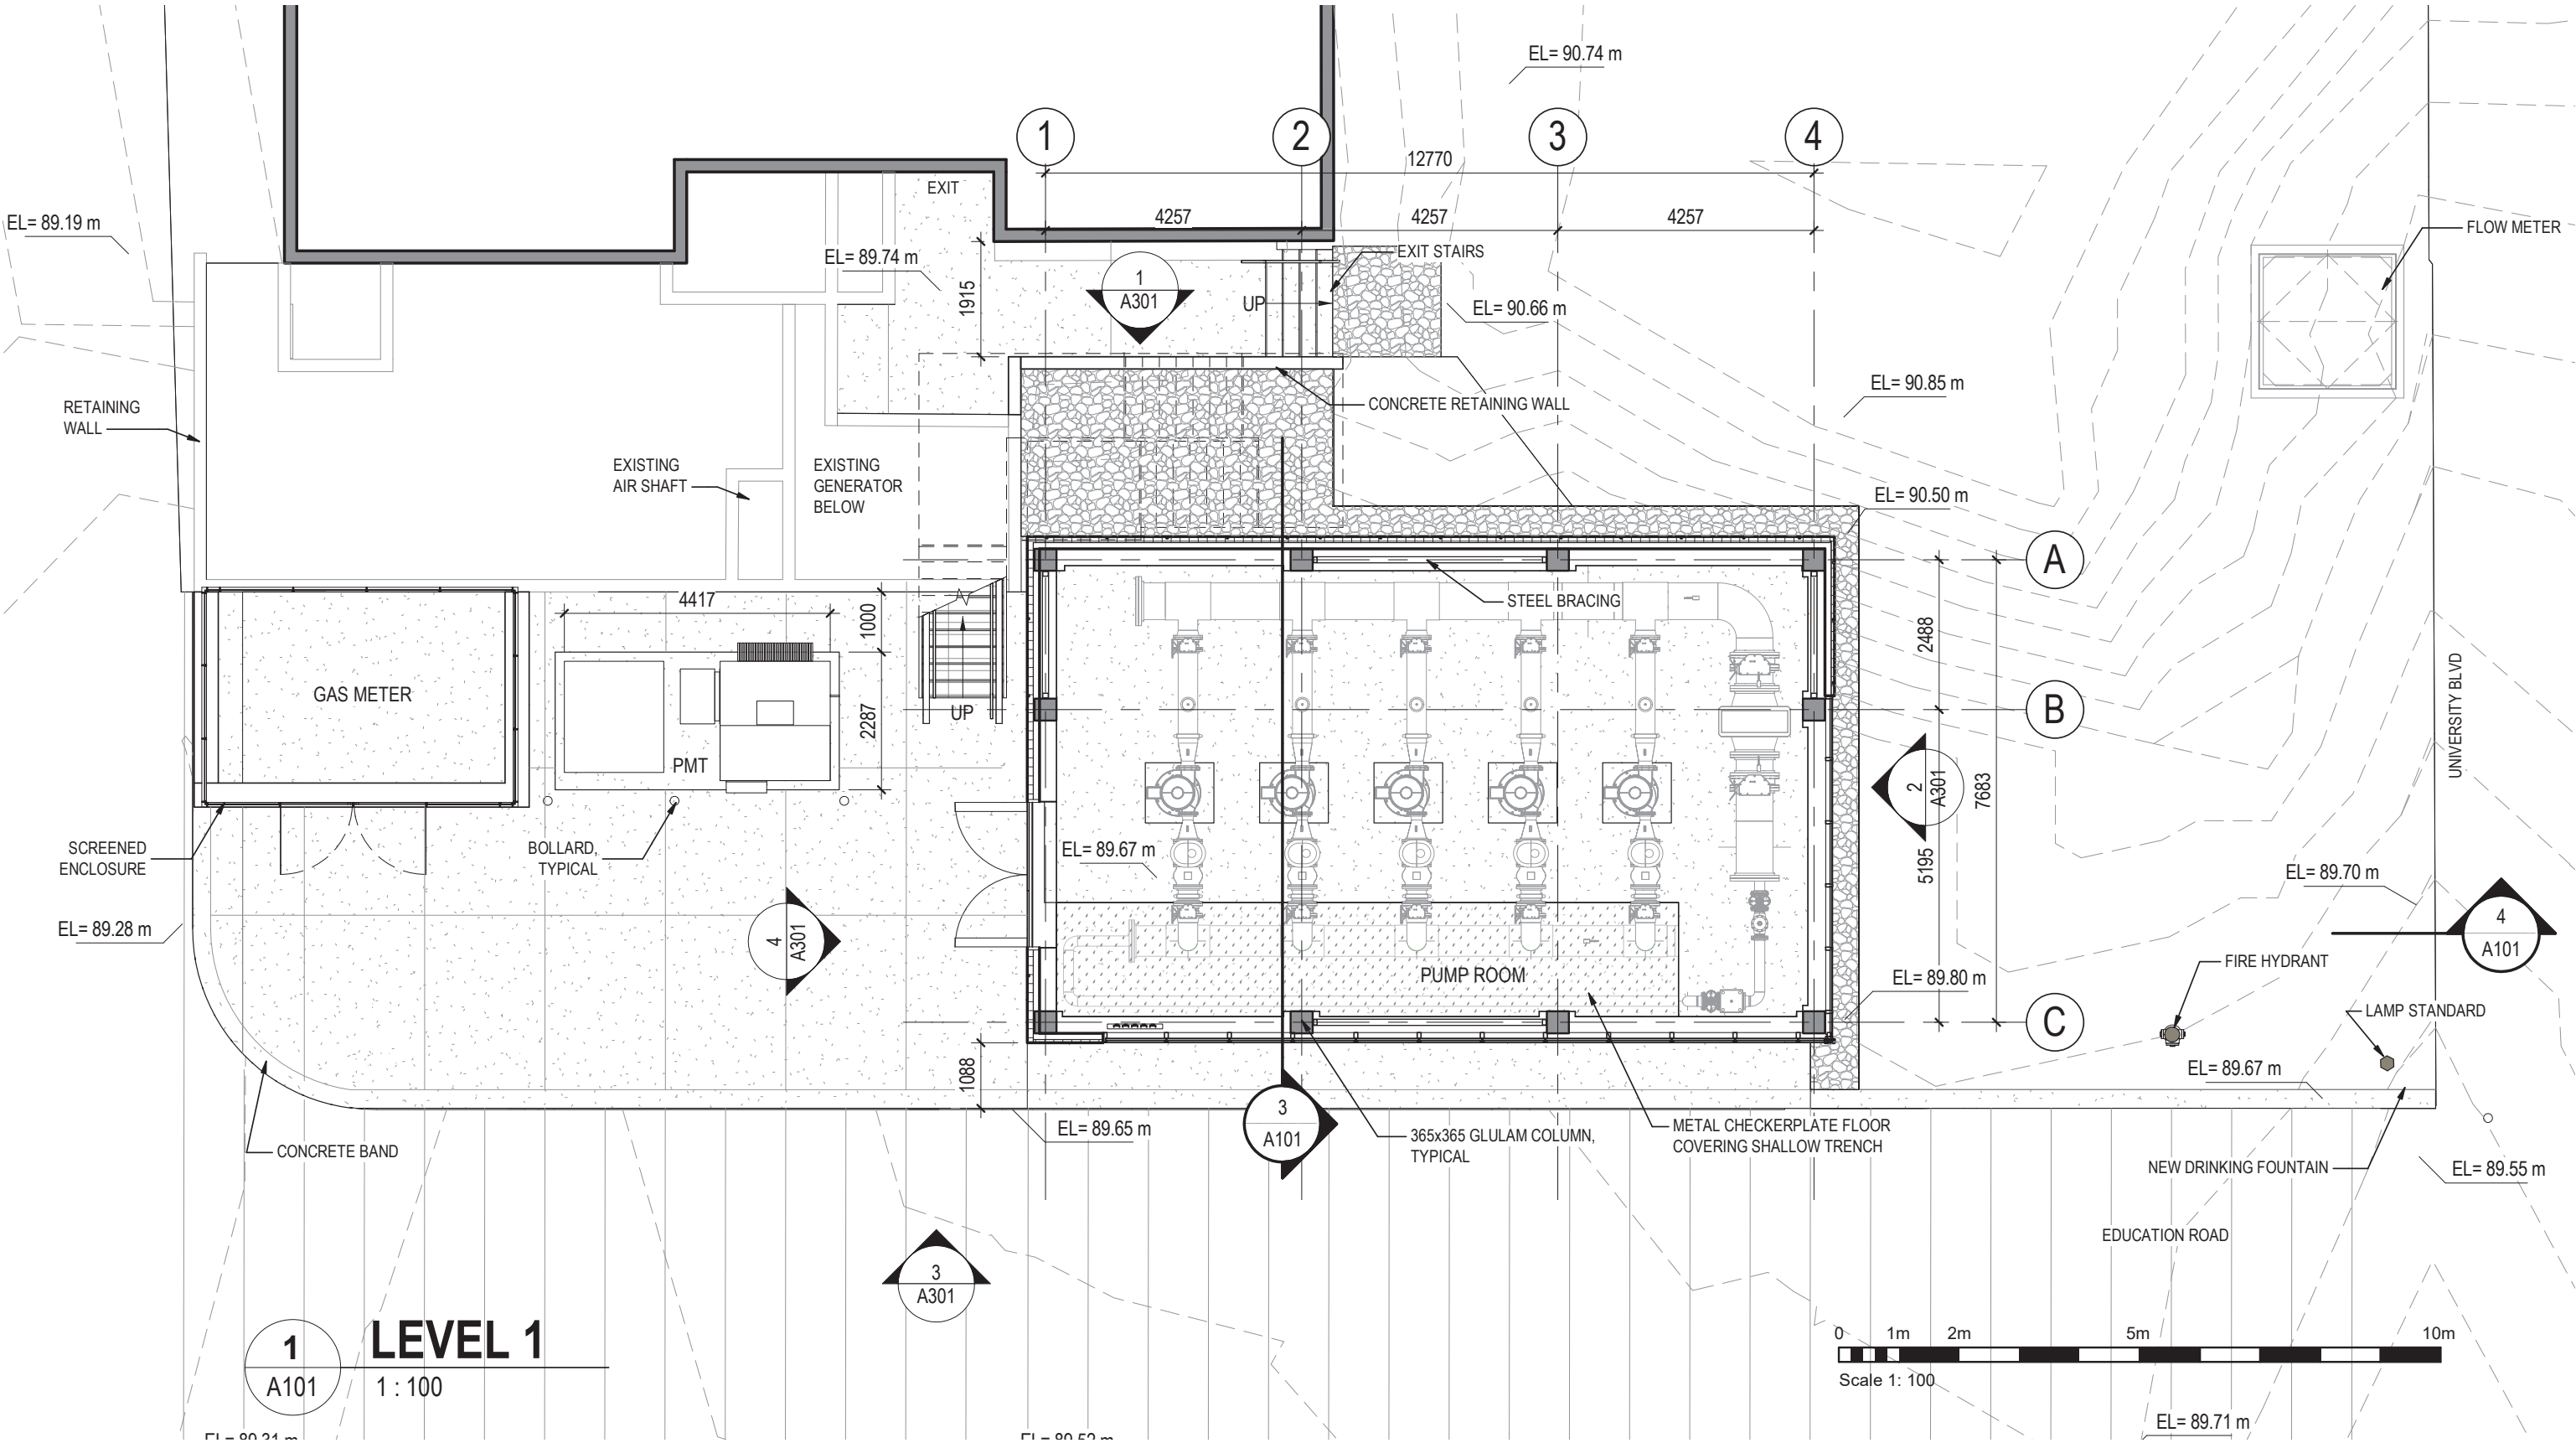 EL= 90.74 m
1
2
3
4
12770
EXIT
4257
4257
4257
EL= 89.19 m
EL= 89.74 m
EXIT STAIRS
FLOW METER
1
A301
1915
UP
EL= 90.66 m
EL= 90.85 m
RETAINING
WALL
CONCRETE RETAINING WALL
EXISTING
AIR SHAFT
EXISTING
GENERATOR
BELOW
EL= 90.50 m
A
4417
1000
STEEL BRACING
2488
GAS METER
2287
UP
B
UNIVERSITY BLVD
PMT
2
A301
7683
SCREENED
ENCLOSURE
BOLLARD,
TYPICAL
EL= 89.67 m
5195
EL= 89.70 m
EL= 89.28 m
4
A301
4
A101
PUMP ROOM
EL= 89.80 m
FIRE HYDRANT
C
LAMP STANDARD
1088
EL= 89.67 m
3
A101
EL= 89.65 m
365x365 GLULAM COLUMN,
TYPICAL
METAL CHECKERPLATE FLOOR
COVERING SHALLOW TRENCH
CONCRETE BAND
NEW DRINKING FOUNTAIN
EL= 89.55 m
EDUCATION ROAD
3
A301
1
A101
LEVEL 1
1 : 100
0 1m 2m 5m 10m
Scale 1: 100
EL= 89.71 m
EL= 89.31 m
EL= 89.52 m